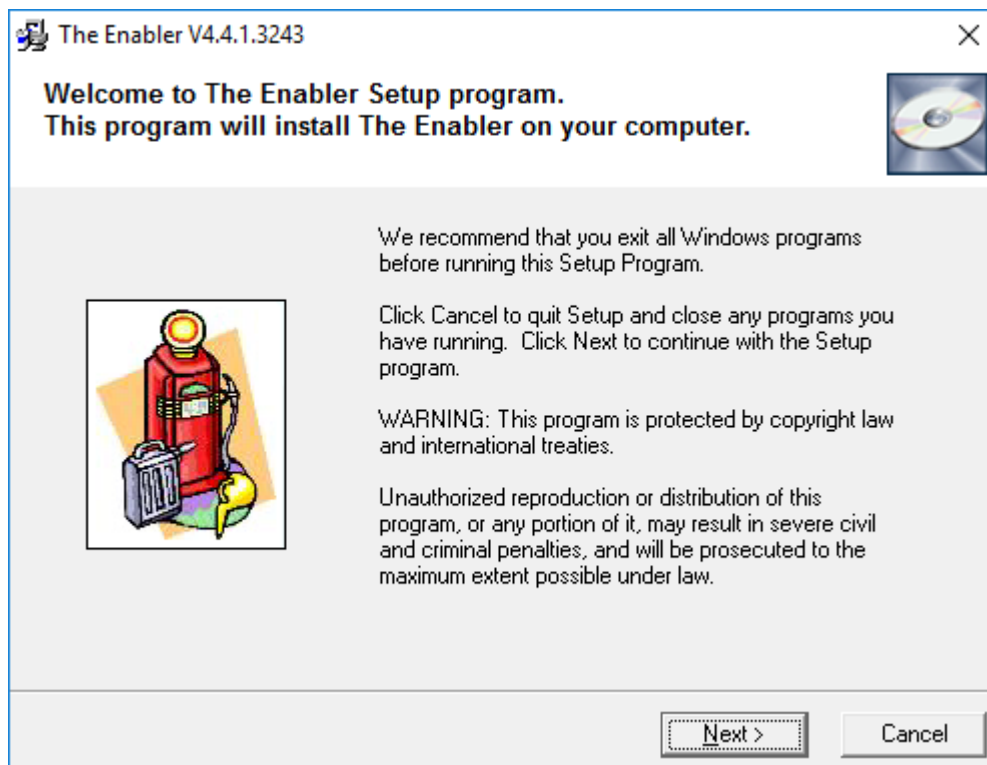 The Enabler V4.4.1.3243
Welcome to The Enabler Setup program.
This program will install The Enabler on your computer.
We recommend that you exit all Windows programs
before running this Setup Program.
Click Cancel to quit Setup and close any programs you
have running.  Click Next to continue with the Setup
program.
WARNING: This program is protected by copyright law
and international treaties.
Unauthorized reproduction or distribution of this
program, or any portion of it, may result in severe civil
and criminal penalties, and will be prosecuted to the
maximum extent possible under law.
Next >
Cancel